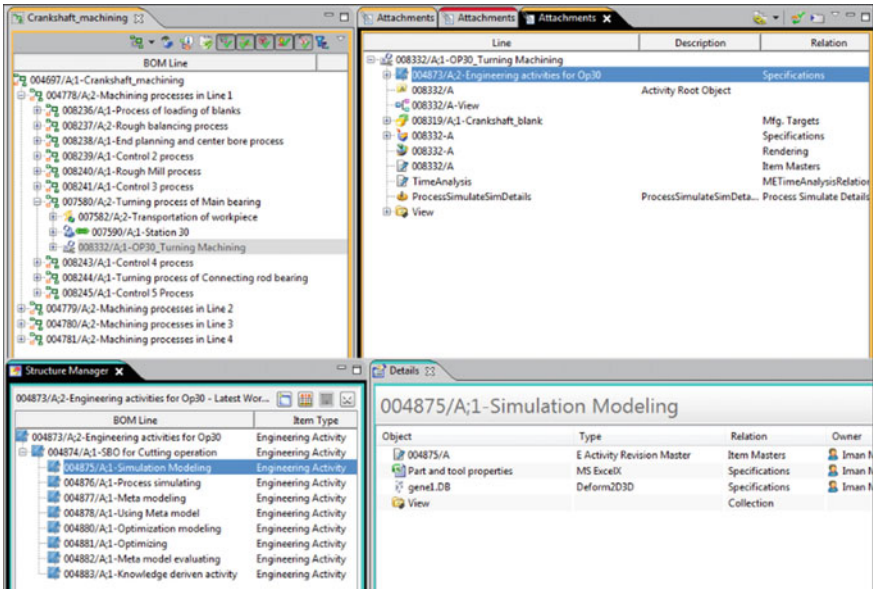 Crankshaft_machining
BOM Line
004697/A;1-Crankshaft_machining
004778/A;2-Machining processes in Line 1
008236/A;1-Process of loading of blanks
008237/A;2-Rough balancing process
008238/A;1-End planning and center bore process
008239/A;1-Control 2 process
008240/A;1-Rough Mill process
008241/A;1-Control 3 process
007580/A;2-Turning process of Main bearing
007582/A;2-Transportation of workpiece
007590/A;1-Station 30
008332/A;1-OP30_Turning Machining
008243/A;1-Control 4 process
008244/A;1-Turning process of Connecting rod bearing
008245/A;1-Control 5 Process
004779/A;2-Machining processes in Line 2
004780/A;2-Machining processes in Line 3
004781/A;2-Machining processes in Line 4
Attachments Attachments Attachments
Line Description Relation
008332/A;1-OP30_Turning Machining
004873/A;2-Engineering activities for Op30 Specifications
008332/A Activity Root Object
008332/A-View
008319/A;1-Crankshaft_blank Mfg. Targets
008332-A Specifications
008332-A Rendering
008332/A Item Masters
TimeAnalysis METimeAnalysisRelation
ProcessSimulateSimDetails ProcessSimulateSimDeta... Process Simulate Details
View
Structure Manager
004873/A;2-Engineering activities for Op30 - Latest Wor...
BOM Line Item Type
004873/A;2-Engineering activities for Op30 Engineering Activity
004874/A;1-SBO for Cutting operation Engineering Activity
004875/A;1-Simulation Modeling Engineering Activity
004876/A;1-Process simulating Engineering Activity
004877/A;1-Meta modeling Engineering Activity
004878/A;1-Using Meta model Engineering Activity
004880/A;1-Optimization modeling Engineering Activity
004881/A;1-Optimizing Engineering Activity
004882/A;1-Meta model evaluating Engineering Activity
004883/A;1-Knowledge deriven activity Engineering Activity
Details
004875/A;1-Simulation Modeling
Object Type Relation Owner
004875/A E Activity Revision Master Item Masters Iman
Part and tool properties MS ExcelX Specifications Iman
gene1.DB Deform2D3D Specifications Iman
View Collection